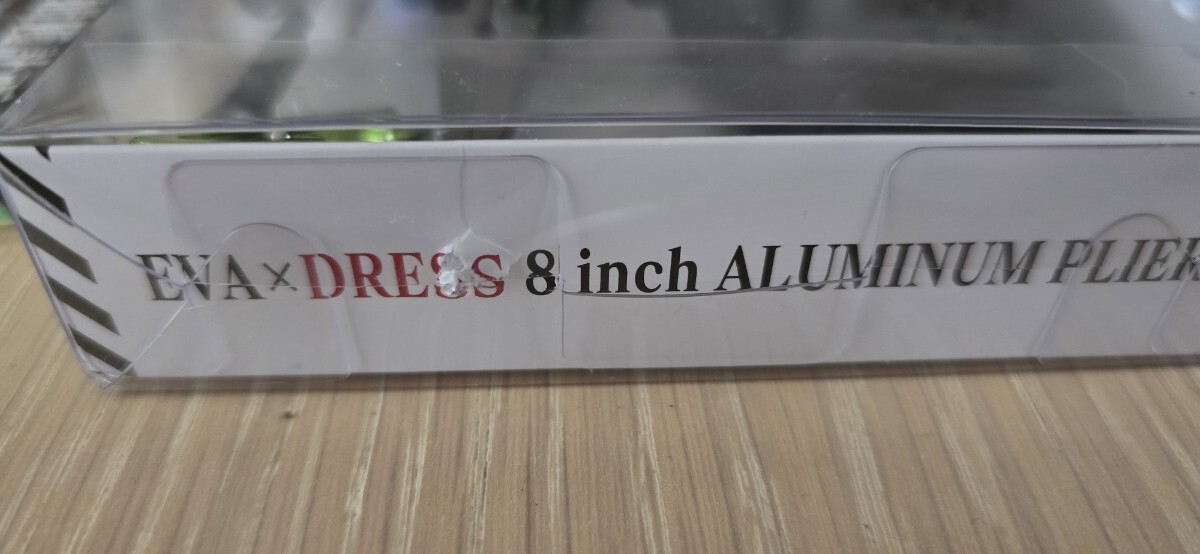 EVA×DRESS 8 inch ALUMINUM PLIER